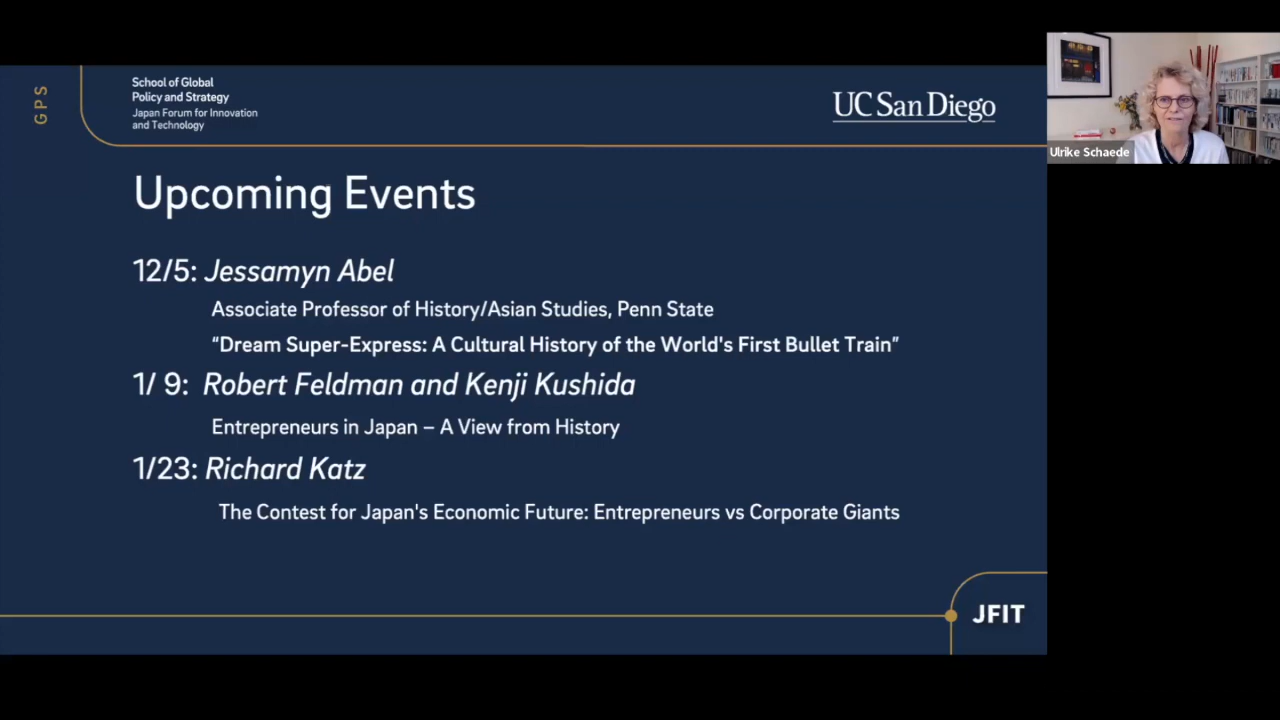 GPS
School of Global
Policy and Strategy
Japan Forum for Innovation
and Technology
UC San Diego
Ulrike Schaede
Upcoming Events
12/5: Jessamyn Abel
Associate Professor of History/Asian Studies, Penn State
“Dream Super-Express: A Cultural History of the World's First Bullet Train”
1/ 9: Robert Feldman and Kenji Kushida
Entrepreneurs in Japan – A View from History
1/23: Richard Katz
The Contest for Japan's Economic Future: Entrepreneurs vs Corporate Giants
JFIT